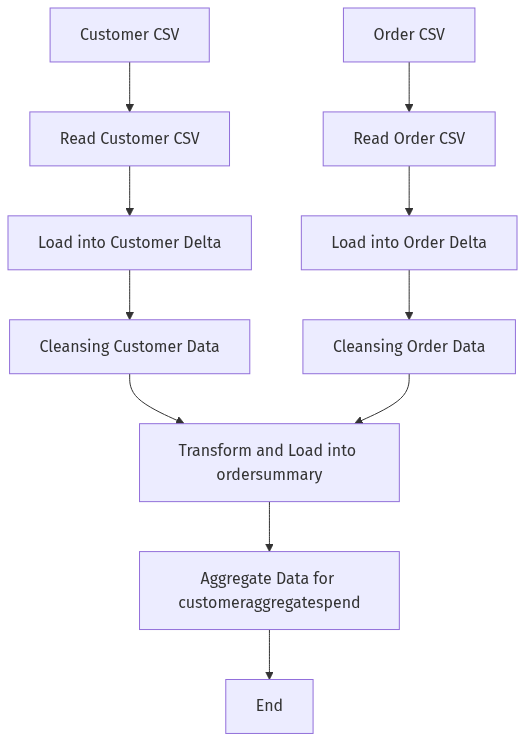 Customer CSV
Order CSV
Read Customer CSV
Read Order CSV
Load into Customer Delta
Load into Order Delta
Cleansing Customer Data
Cleansing Order Data
Transform and Load into
ordersummary
Aggregate Data for
customeraggregatespend
End